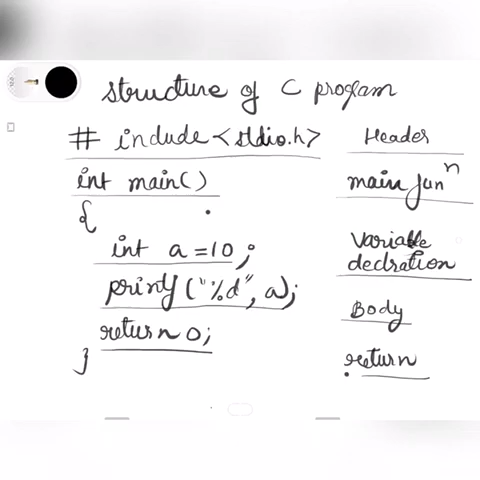 structure of C program
# include <stdio.h> Header
int main() main funⁿ
{
int a = 10; Variable
declration
printf ("%d", a);
Body
return 0; return
}